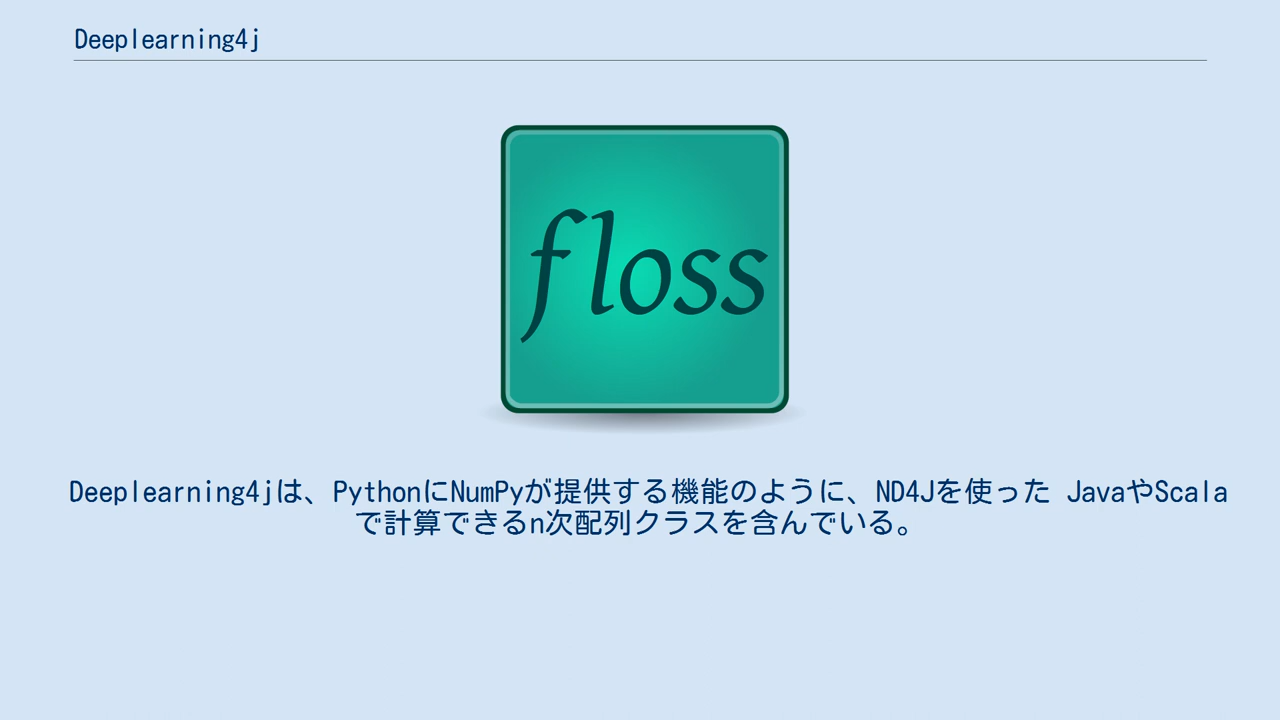 Deeplearning4j
floss
Deeplearning4jは、PythonにNumPyが提供する機能のように、ND4Jを使った JavaやScala
で計算できるn次配列クラスを含んでいる。